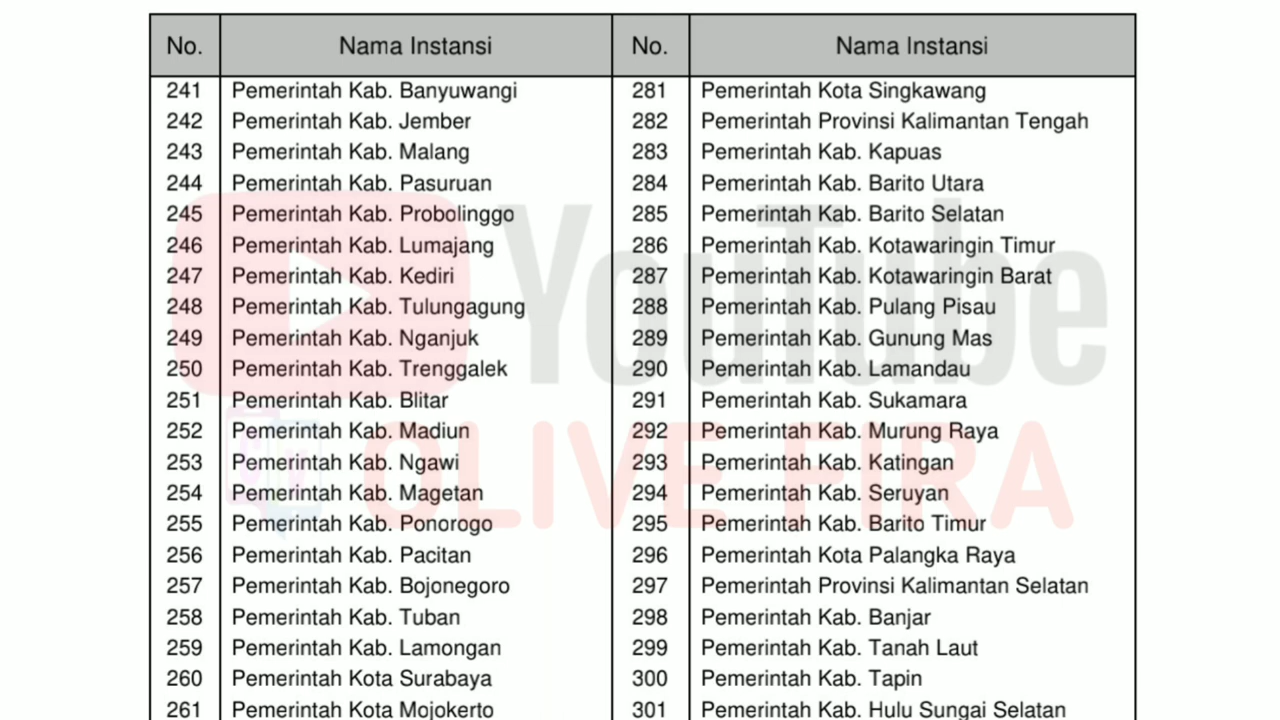 No. Nama Instansi No. Nama Instansi
241 Pemerintah Kab. Banyuwangi 281 Pemerintah Kota Singkawang
242 Pemerintah Kab. Jember 282 Pemerintah Provinsi Kalimantan Tengah
243 Pemerintah Kab. Malang 283 Pemerintah Kab. Kapuas
244 Pemerintah Kab. Pasuruan 284 Pemerintah Kab. Barito Utara
245 Pemerintah Kab. Probolinggo 285 Pemerintah Kab. Barito Selatan
246 Pemerintah Kab. Lumajang 286 Pemerintah Kab. Kotawaringin Timur
247 Pemerintah Kab. Kediri 287 Pemerintah Kab. Kotawaringin Barat
248 Pemerintah Kab. Tulungagung 288 Pemerintah Kab. Pulang Pisau
249 Pemerintah Kab. Nganjuk 289 Pemerintah Kab. Gunung Mas
250 Pemerintah Kab. Trenggalek 290 Pemerintah Kab. Lamandau
251 Pemerintah Kab. Blitar 291 Pemerintah Kab. Sukamara
252 Pemerintah Kab. Madiun 292 Pemerintah Kab. Murung Raya
253 Pemerintah Kab. Ngawi 293 Pemerintah Kab. Katingan
254 Pemerintah Kab. Magetan 294 Pemerintah Kab. Seruyan
255 Pemerintah Kab. Ponorogo 295 Pemerintah Kab. Barito Timur
256 Pemerintah Kab. Pacitan 296 Pemerintah Kota Palangka Raya
257 Pemerintah Kab. Bojonegoro 297 Pemerintah Provinsi Kalimantan Selatan
258 Pemerintah Kab. Tuban 298 Pemerintah Kab. Banjar
259 Pemerintah Kab. Lamongan 299 Pemerintah Kab. Tanah Laut
260 Pemerintah Kota Surabaya 300 Pemerintah Kab. Tapin
261 Pemerintah Kota Mojokerto 301 Pemerintah Kab. Hulu Sungai Selatan
YouTube
OLIVE FIRA